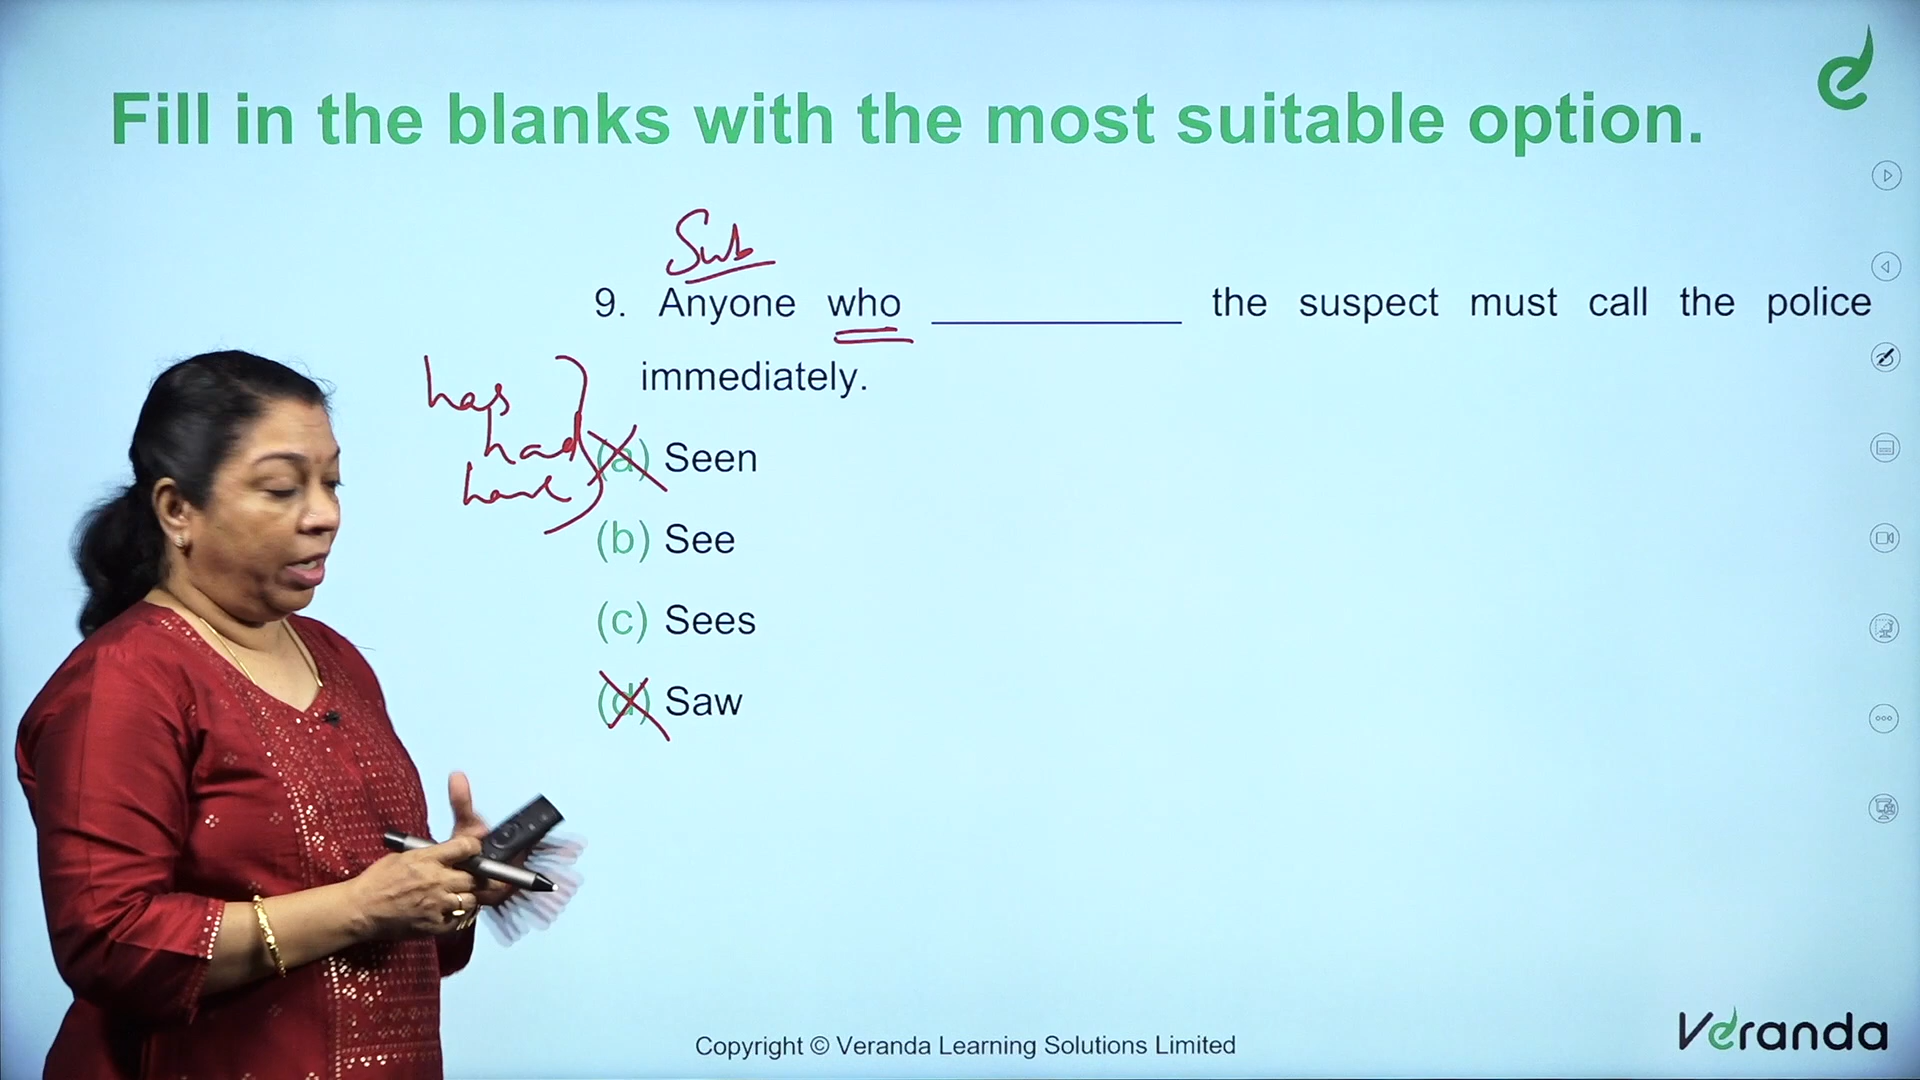 Fill in the blanks with the most suitable option.
Sub
9. Anyone who ____________ the suspect must call the police
immediately.
has
had
have
(a) Seen
(b) See
(c) Sees
(d) Saw
Copyright © Veranda Learning Solutions Limited
Veranda